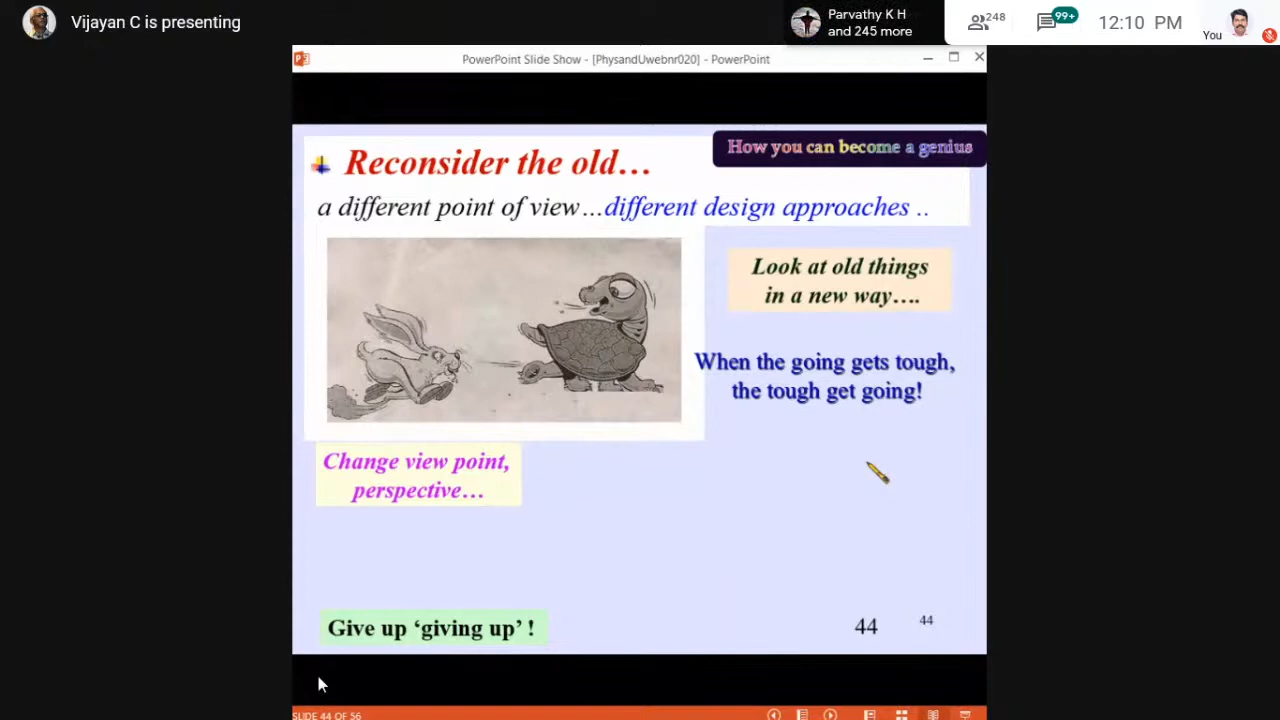 Vijayan C is presenting
Parvathy K H
and 245 more
248
99+
12:10 PM
You
PowerPoint Slide Show - [PhysandUwebnr020] - PowerPoint
How you can become a genius
Reconsider the old...
a different point of view...different design approaches ..
Look at old things
in a new way....
When the going gets tough,
the tough get going!
Change view point,
perspective...
Give up ‘giving up’ !
44
44
SLIDE 44 OF 56